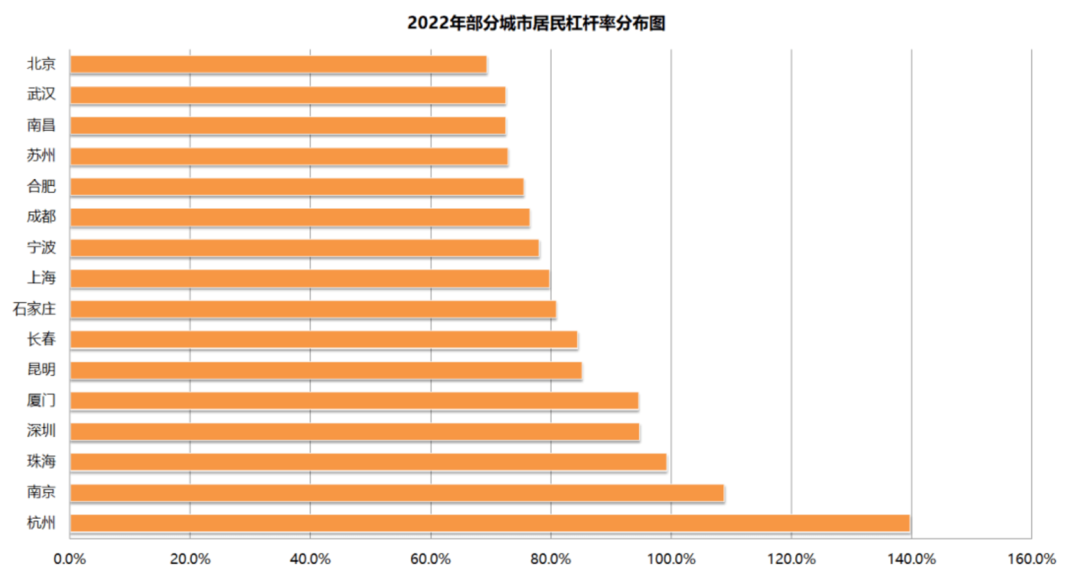 2022年部分城市居民杠杆率分布图
北京
武汉
南昌
苏州
合肥
成都
宁波
上海
石家庄
长春
昆明
厦门
深圳
珠海
南京
杭州
0.0% 20.0% 40.0% 60.0% 80.0% 100.0% 120.0% 140.0% 160.0%